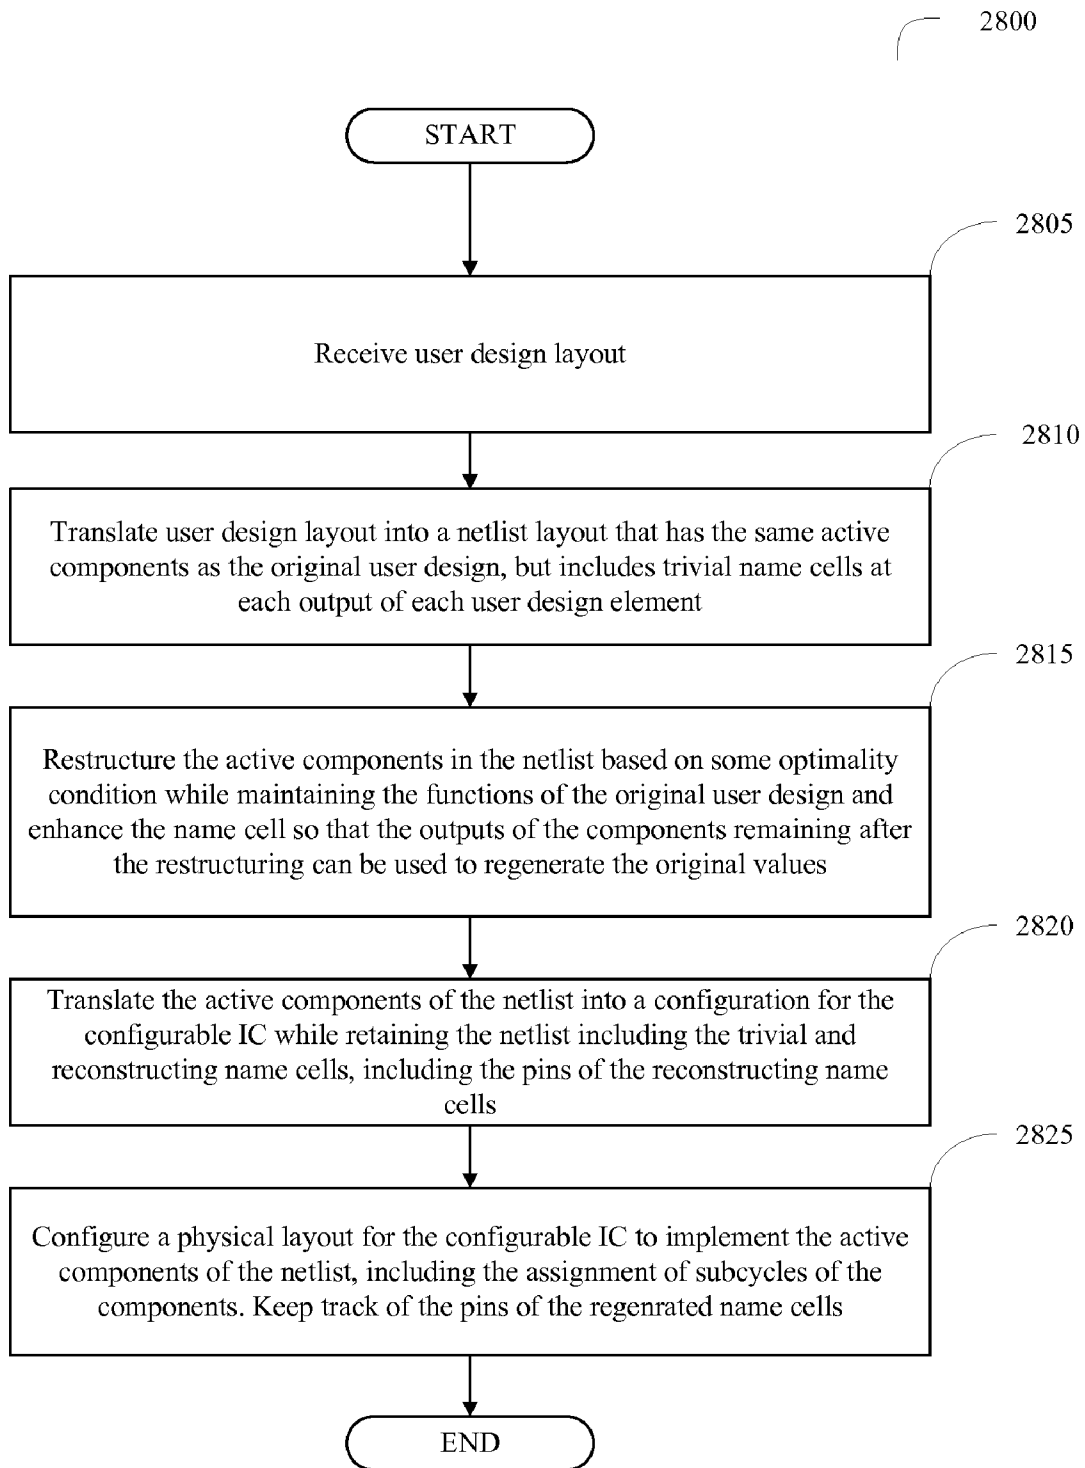 2800
START
2805
Receive user design layout
2810
Translate user design layout into a netlist layout that has the same active
components as the original user design, but includes trivial name cells at
each output of each user design element
2815
Restructure the active components in the netlist based on some optimality
condition while maintaining the functions of the original user design and
enhance the name cell so that the outputs of the components remaining after
the restructuring can be used to regenerate the original values
2820
Translate the active components of the netlist into a configuration for the
configurable IC while retaining the netlist including the trivial and
reconstructing name cells, including the pins of the reconstructing name
cells
2825
Configure a physical layout for the configurable IC to implement the active
components of the netlist, including the assignment of subcycles of the
components. Keep track of the pins of the regenrated name cells
END